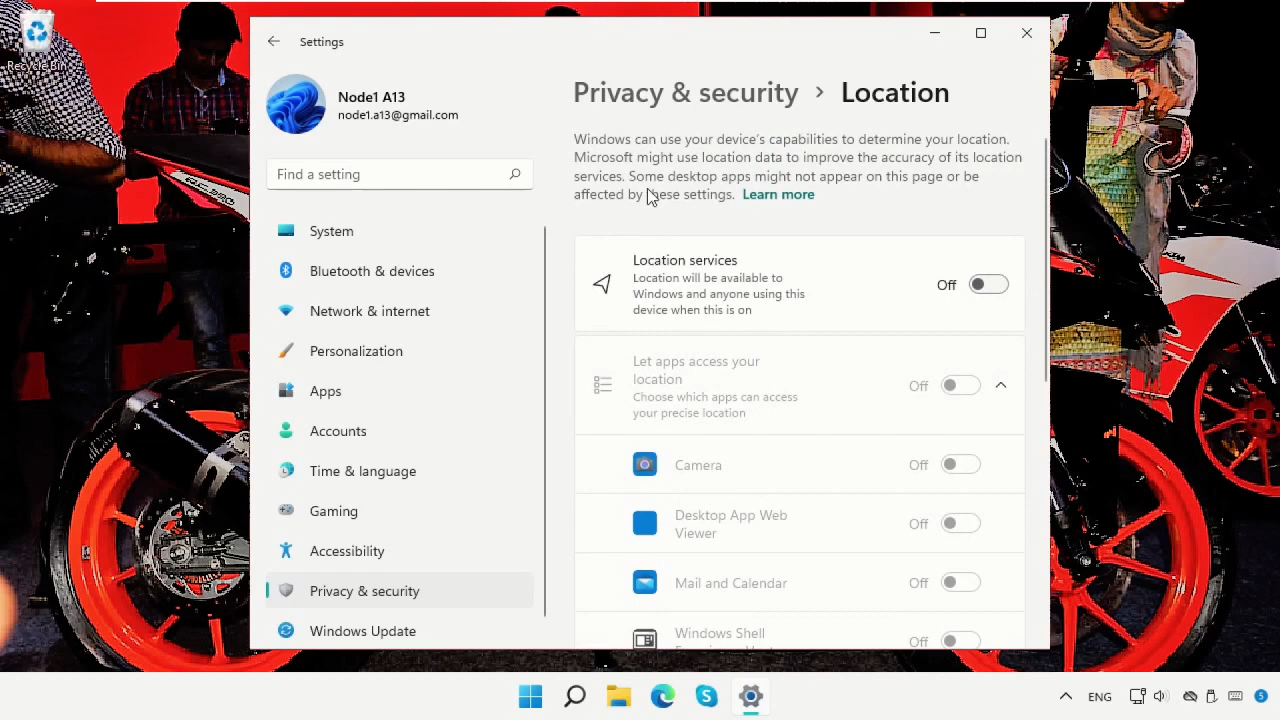 Recycle Bin
Settings
Node1 A13
node1.a13@gmail.com
Find a setting
System
Bluetooth & devices
Network & internet
Personalization
Apps
Accounts
Time & language
Gaming
Accessibility
Privacy & security
Windows Update
Privacy & security › Location
Windows can use your device's capabilities to determine your location.
Microsoft might use location data to improve the accuracy of its location
services. Some desktop apps might not appear on this page or be
affected by these settings. Learn more
Location services
Location will be available to
Windows and anyone using this
device when this is on
Off
Let apps access your
location
Choose which apps can access
your precise location
Off
Camera
Off
Desktop App Web
Viewer
Off
Mail and Calendar
Off
Windows Shell
Off
ENG
5